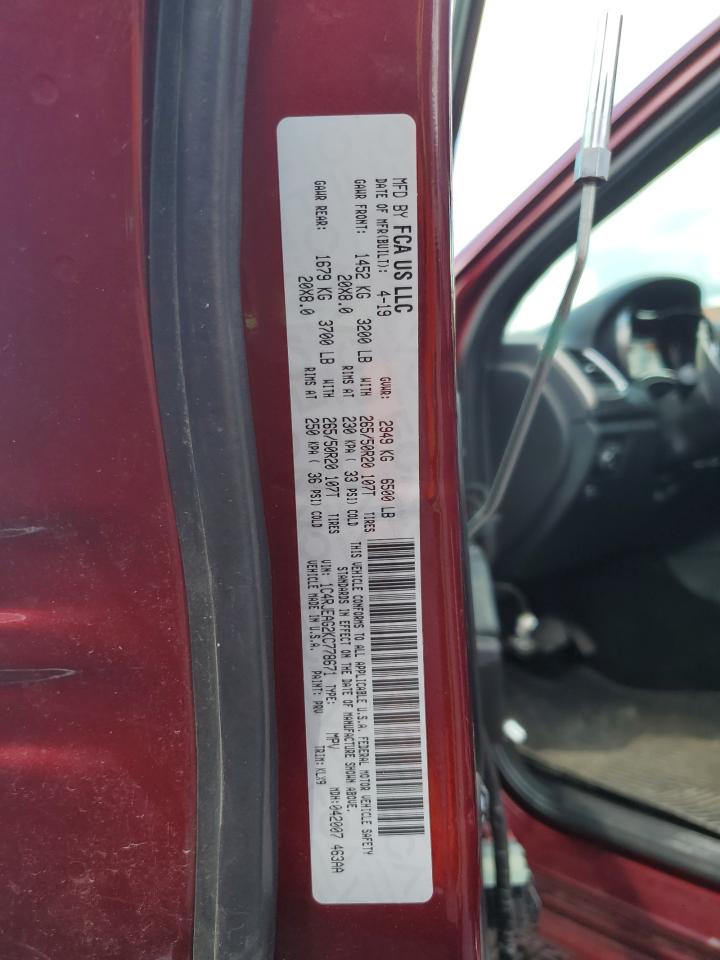 MFD BY FCA US LLC
DATE OF MFR(BUILT): 4-19 GVWR: 2949 KG 6500 LB
GAWR FRONT: 1452 KG 3200 LB WITH 265/50R20 107T TIRES
20X8.0 RIMS AT 230 KPA ( 33 PSI) COLD
GAWR REAR: 1679 KG 3700 LB WITH 265/50R20 107T TIRES
20X8.0 RIMS AT 250 KPA ( 36 PSI) COLD
THIS VEHICLE CONFORMS TO ALL APPLICABLE U.S.A. FEDERAL MOTOR VEHICLE SAFETY
STANDARDS IN EFFECT ON THE DATE OF MANUFACTURE SHOWN ABOVE.
VIN: 1C4RJEAG2KC778671 TYPE: MPV MDH:042007 463AA
VEHICLE MADE IN U.S.A. PAINT: PRV TRIM:KLX9